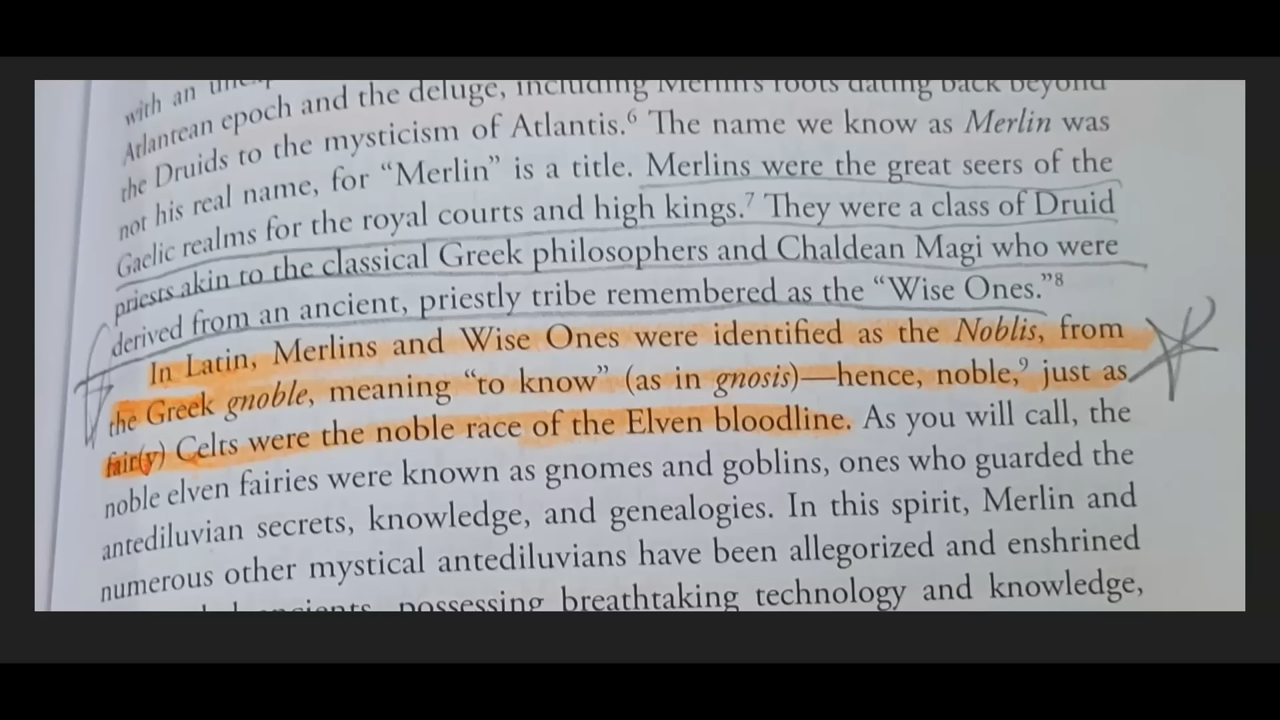 with an
Atlantean epoch and the deluge, including Merlin's roots dating back beyond
the Druids to the mysticism of Atlantis.6 The name we know as Merlin was
not his real name, for “Merlin” is a title. Merlins were the great seers of the
Gaelic realms for the royal courts and high kings.7 They were a class of Druid
priests akin to the classical Greek philosophers and Chaldean Magi who were
derived from an ancient, priestly tribe remembered as the “Wise Ones.”8
In Latin, Merlins and Wise Ones were identified as the Noblis, from
the Greek gnoble, meaning “to know” (as in gnosis)—hence, noble,9 just as
fair(y) Celts were the noble race of the Elven bloodline. As you will call, the
noble elven fairies were known as gnomes and goblins, ones who guarded the
antediluvian secrets, knowledge, and genealogies. In this spirit, Merlin and
numerous other mystical antediluvians have been allegorized and enshrined
possessing breathtaking technology and knowledge,